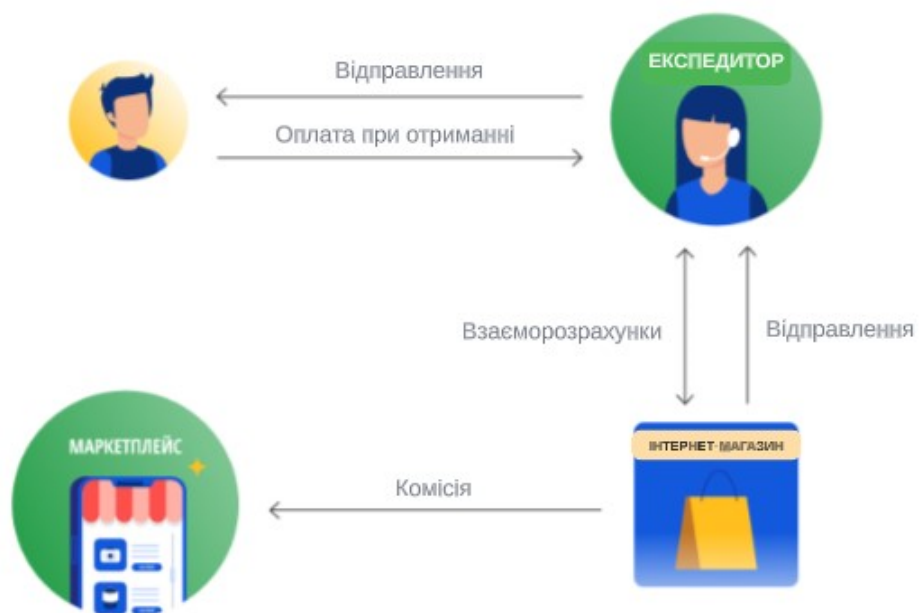 Відправлення
ЕКСПЕДИТОР
Оплата при отриманні
Взаєморозрахунки
Відправлення
МАРКЕТПЛЕЙС
ІНТЕРНЕТ-МАГАЗИН
Комісія